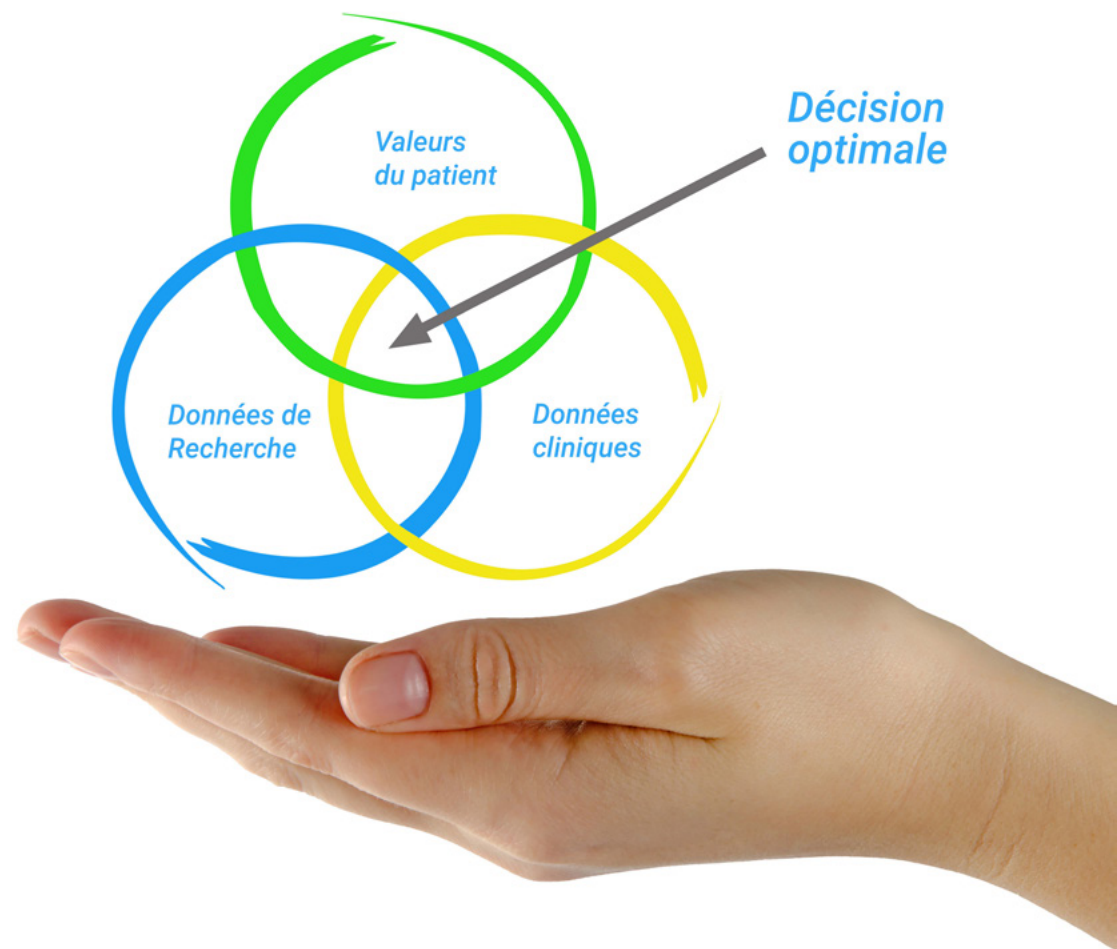 Décision
optimale
Valeurs
du patient
Données de
Recherche
Données
cliniques